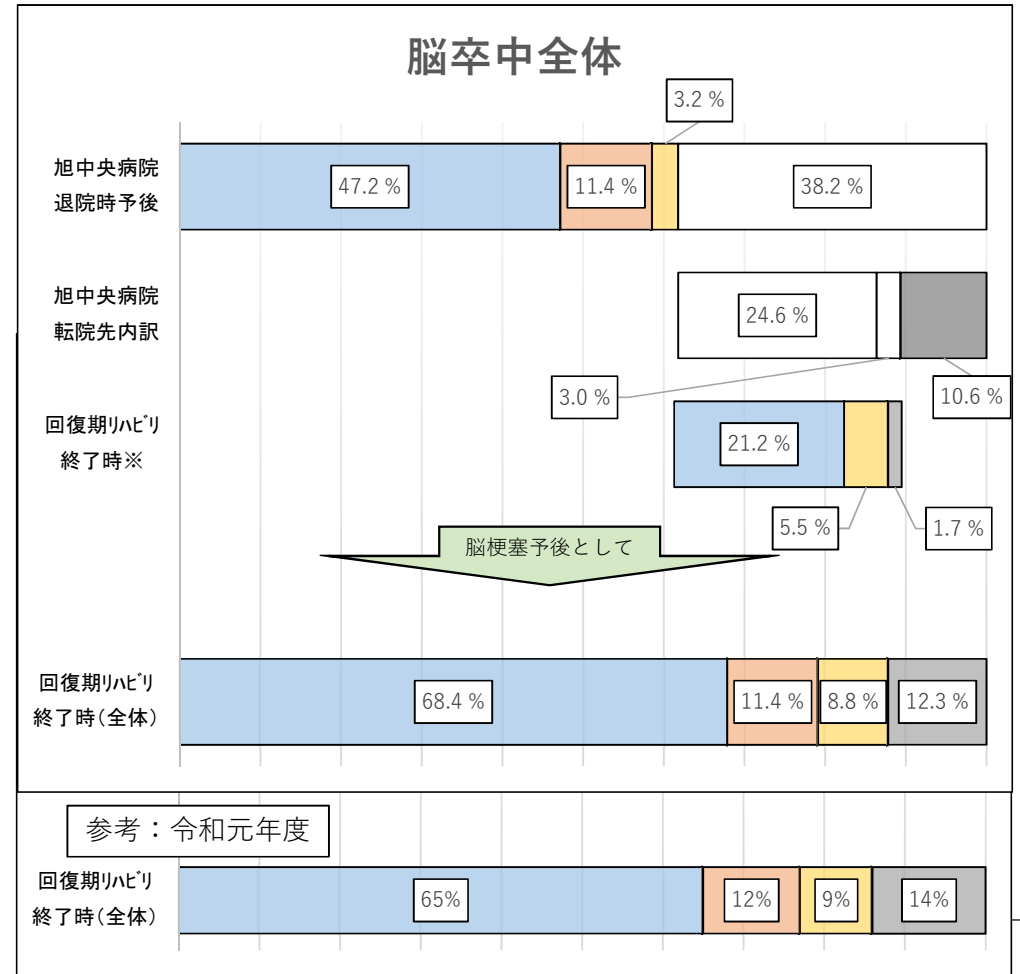 脳卒中全体
3.2 %
旭中央病院
退院時予後
47.2 %
11.4 %
38.2 %
旭中央病院
転院先内訳
24.6 %
3.0 %
10.6 %
回復期ﾘﾊﾋﾞﾘ
終了時※
21.2 %
5.5 %
1.7 %
脳梗塞予後として
回復期ﾘﾊﾋﾞﾘ
終了時(全体)
68.4 %
11.4 %
8.8 %
12.3 %
参考：令和元年度
回復期ﾘﾊﾋﾞﾘ
終了時(全体)
65%
12%
9%
14%